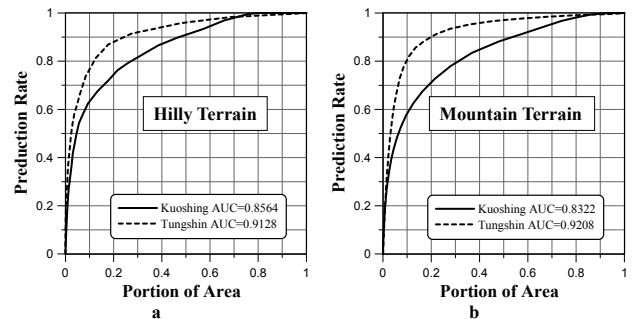 Preduction Rate
1
0.8
0.6
0.4
0.2
0
Hilly Terrain
Kuoshing AUC=0.8564
Tungshin AUC=0.9128
0 0.2 0.4 0.6 0.8 1
Portion of Area
a
Prediction Rate
1
0.8
0.6
0.4
0.2
0
Mountain Terrain
Kuoshing AUC=0.8322
Tungshin AUC=0.9208
0 0.2 0.4 0.6 0.8 1
Portion of Area
b